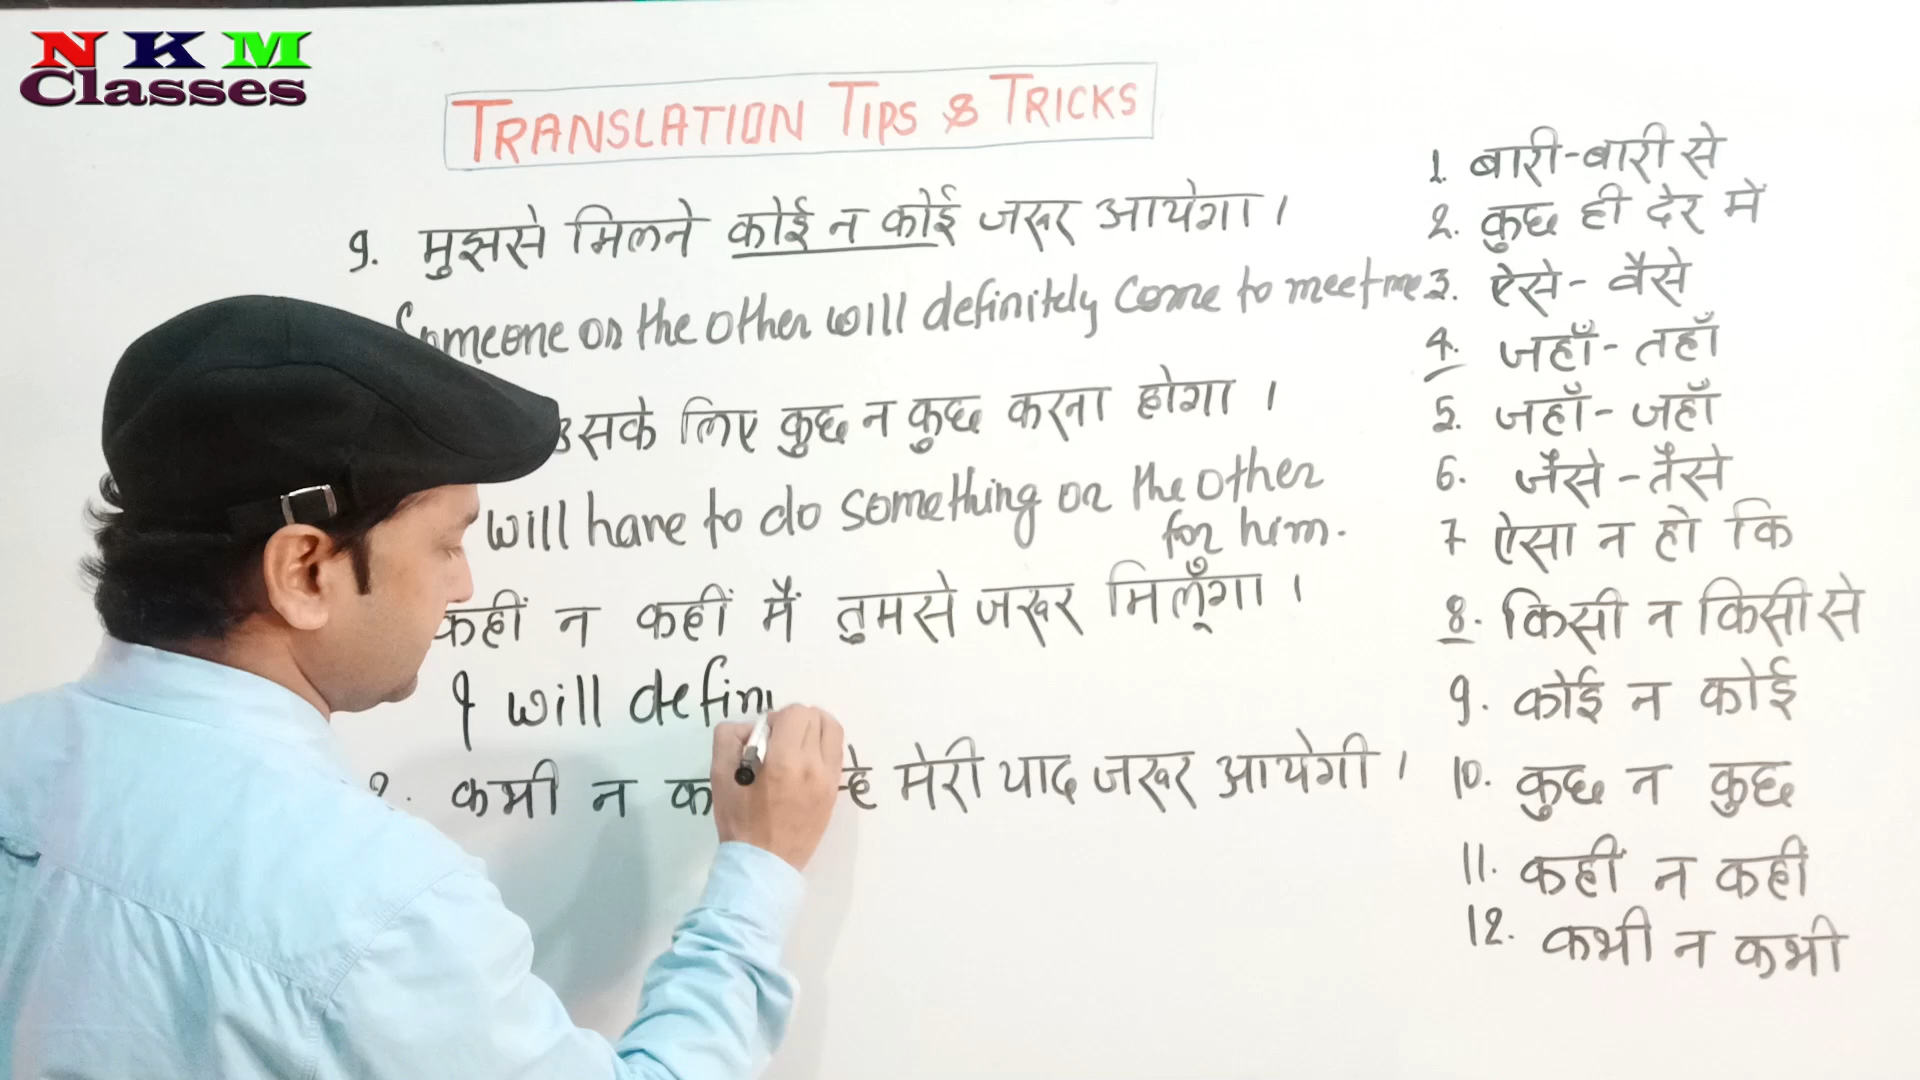 NKM
Classes
TRANSLATION TIPS & TRICKS
9. मुझसे मिलने कोई न कोई जरूर आयेगा ।
Someone or the other will definitely come to meet me
उसके लिए कुछ न कुछ करना होगा ।
will have to do something or the other
for him.
कहीं न कहीं मैं तुमसे जरूर मिलूँगा ।
I will defin
कभी न मेरी याद जरूर आयेगी ।
1. बारी-बारी से
2. कुछ ही देर में
3. ऐसे - वैसे
4. जहाँ - तहाँ
5. जहाँ - जहाँ
6. जैसे - तैसे
7 ऐसा न हो कि
8. किसी न किसी से
9. कोई न कोई
10. कुछ न कुछ
11. कहीं न कहीं
12. कभी न कभी